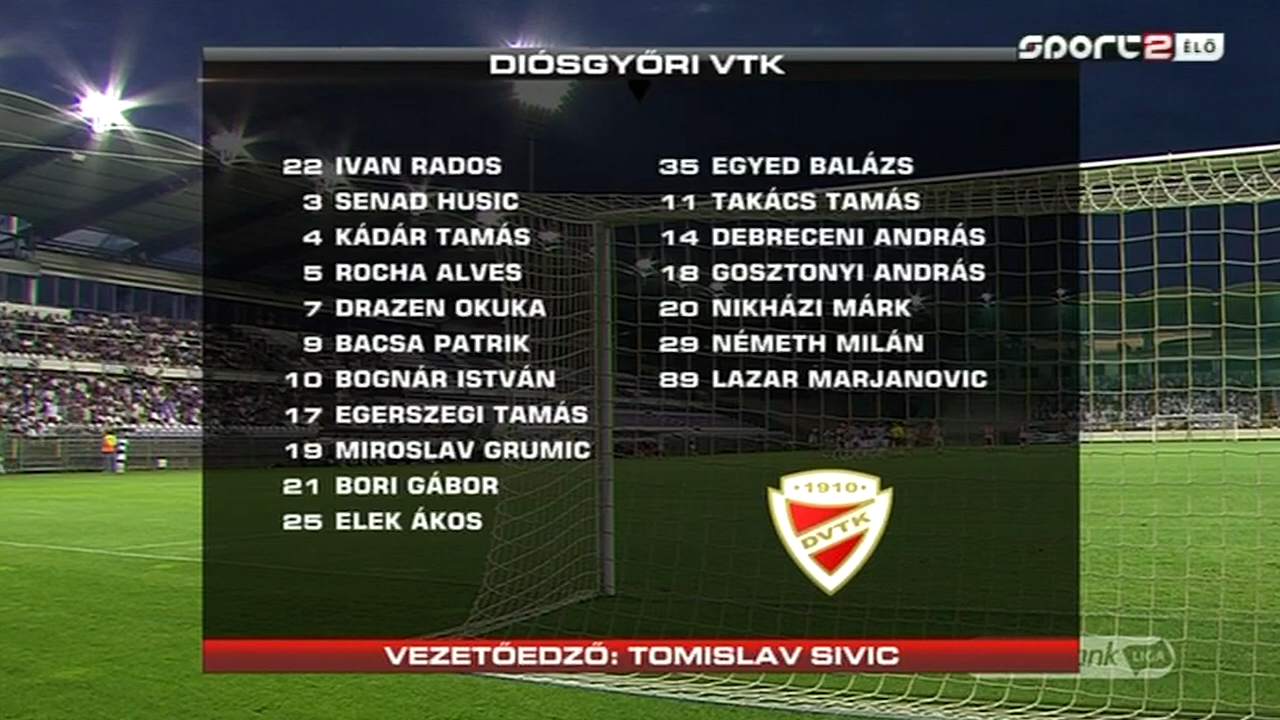 DIÓSGYŐRI VTK
SPORT2 ÉLŐ
22 IVAN RADOS
3 SENAD HUSIC
4 KÁDÁR TAMÁS
5 ROCHA ALVES
7 DRAZEN OKUKA
9 BACSA PATRIK
10 BOGNÁR ISTVÁN
17 EGERSZEGI TAMÁS
19 MIROSLAV GRUMIC
21 BORI GÁBOR
25 ELEK ÁKOS
35 EGYED BALÁZS
11 TAKÁCS TAMÁS
14 DEBRECENI ANDRÁS
18 GOSZTONYI ANDRÁS
20 NIKHÁZI MÁRK
29 NÉMETH MILÁN
89 LAZAR MARJANOVIC
·1910·
DVTK
VEZETŐEDZŐ: TOMISLAV SIVIC
LIGA